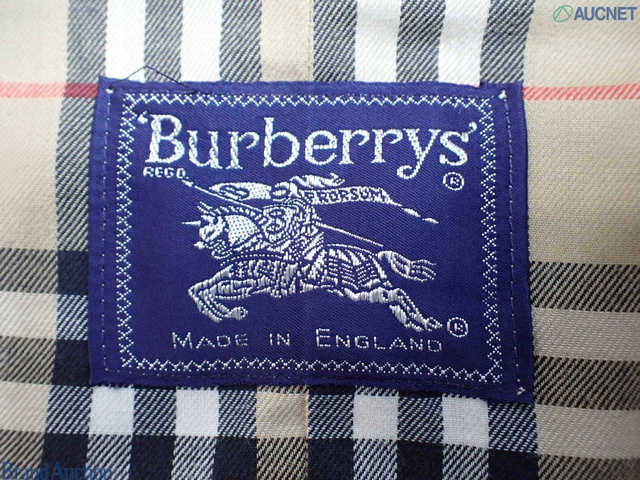 AUCNET
'Burberrys'
REGD.
®
PRORSUM
®
MADE IN ENGLAND
Brand Auction